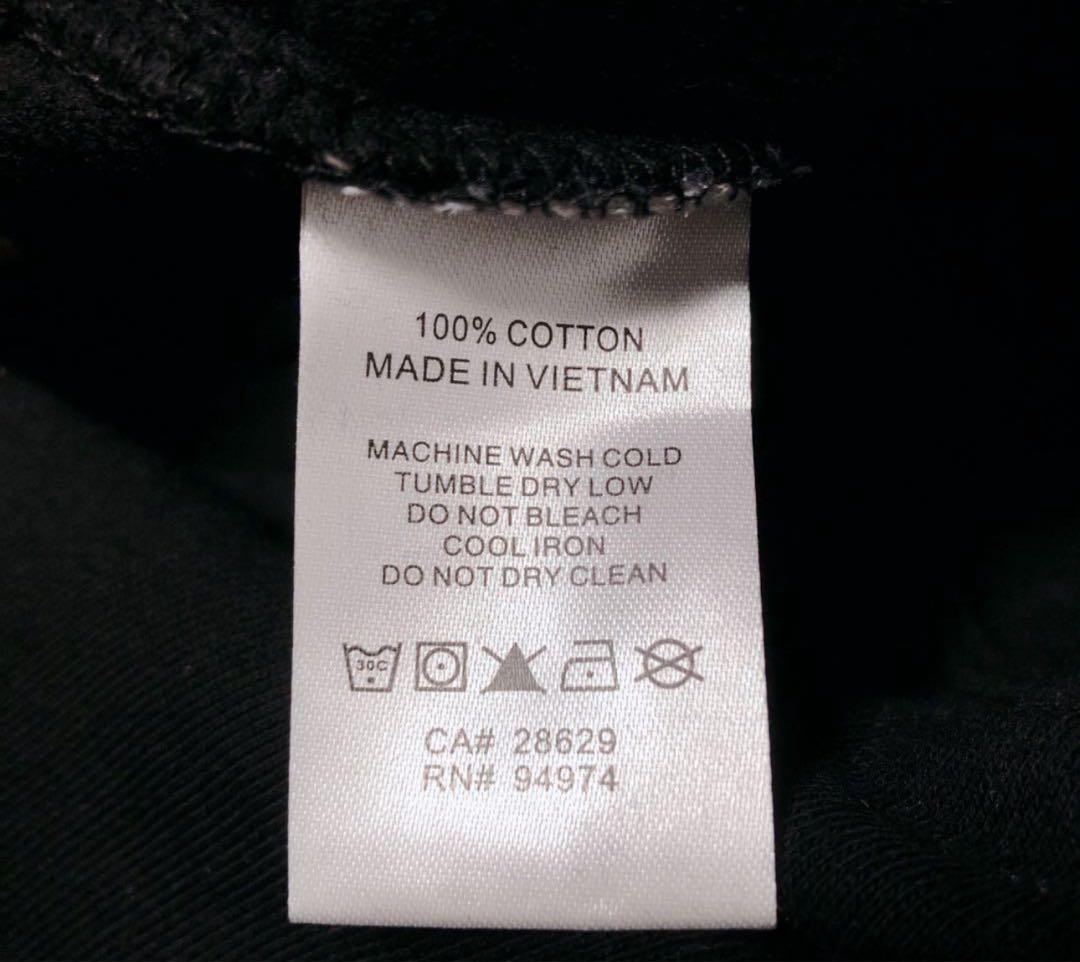 100% COTTON
MADE IN VIETNAM
MACHINE WASH COLD
TUMBLE DRY LOW
DO NOT BLEACH
COOL IRON
DO NOT DRY CLEAN
30C
CA# 28629
RN# 94974